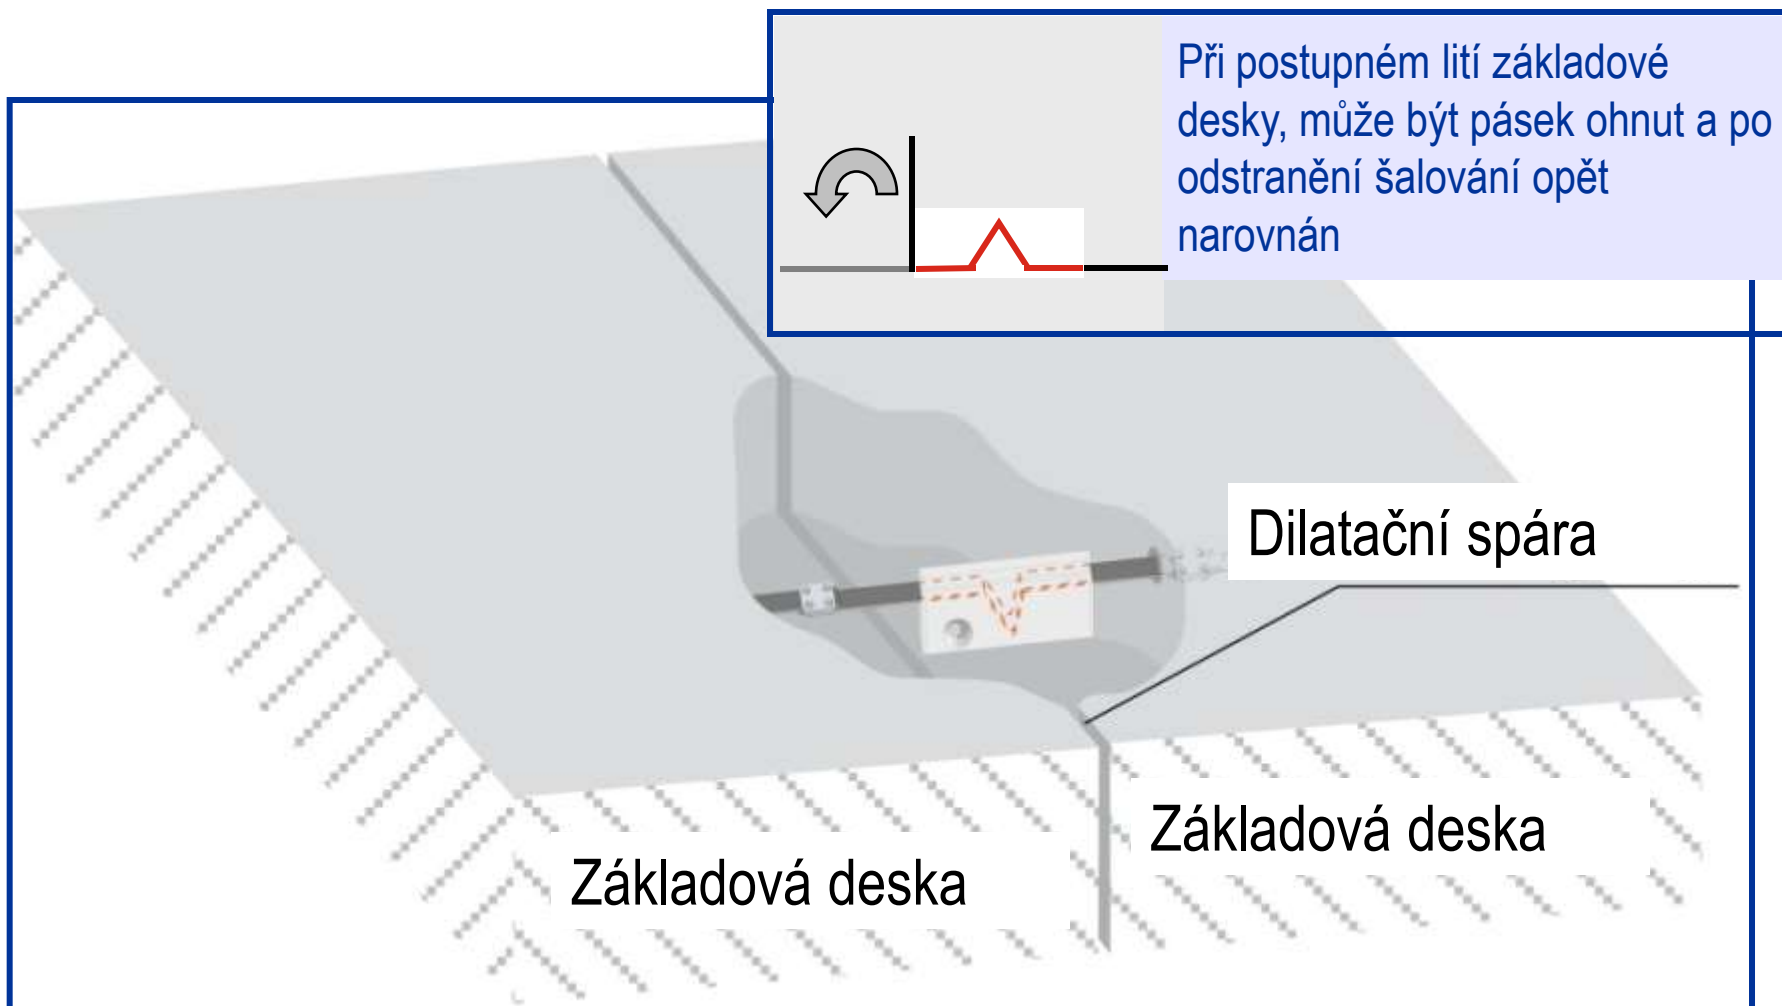 Při postupném lití základové
desky, může být pásek ohnut a po
odstranění šalování opět
narovnán
Dilatační spára
Základová deska
Základová deska